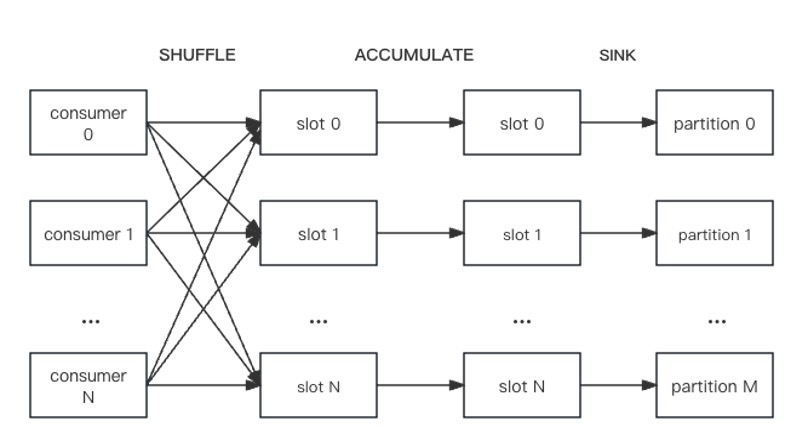 SHUFFLE ACCUMULATE SINK
consumer
0
slot 0
slot 0
partition 0
consumer 1
slot 1
slot 1
partition 1
...
...
...
...
consumer
N
slot N
slot N
partition M